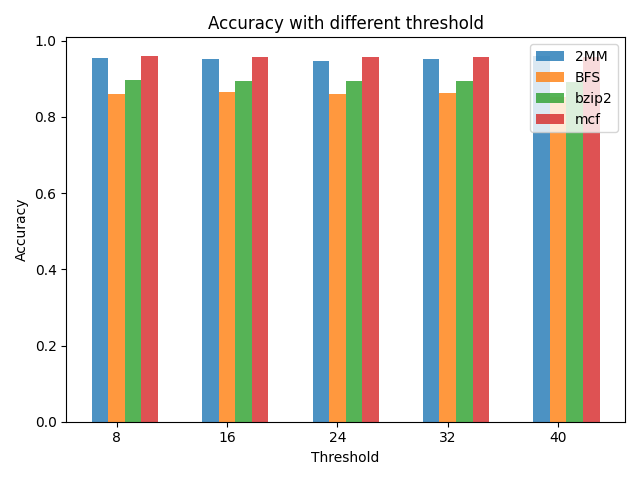 Accuracy with different threshold
1.0
0.8
0.6
0.4
0.2
0.0
Accuracy
2MM
BFS
bzip2
mcf
8 16 24 32 40
Threshold